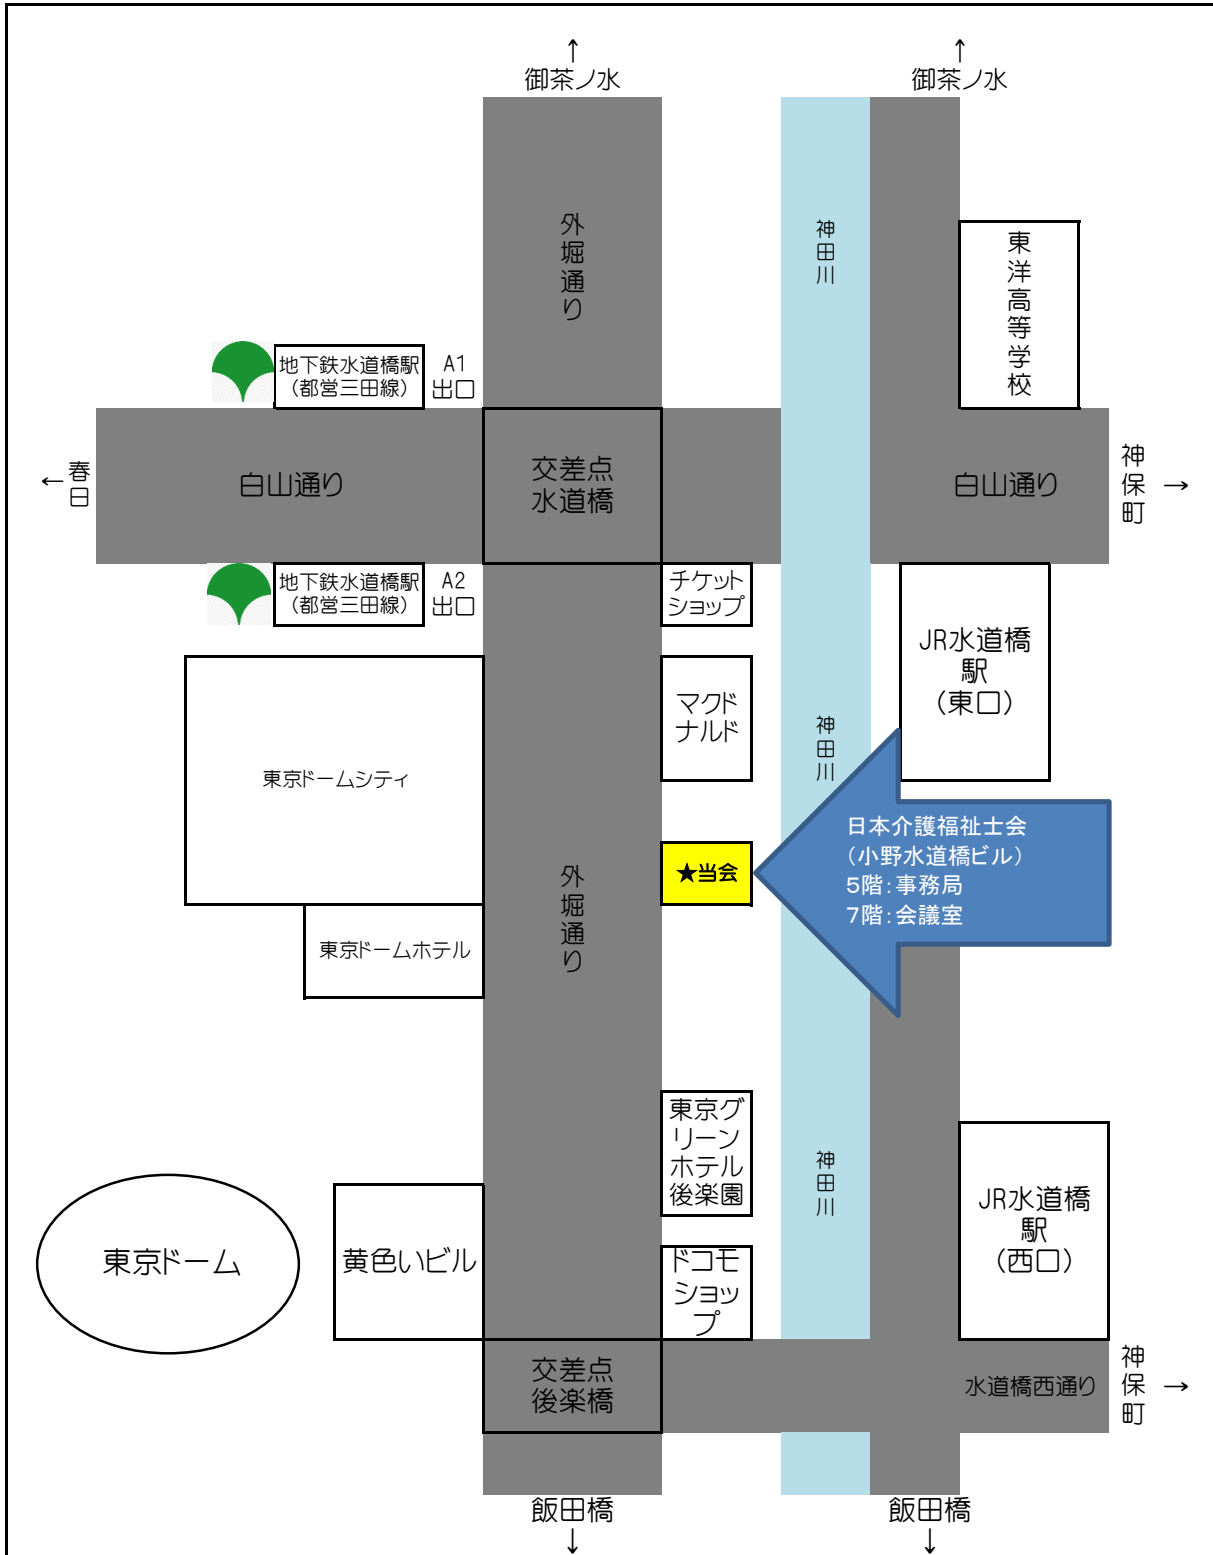 ↑
御茶ノ水
↑
御茶ノ水
外堀通り
神田川
東洋高等学校
地下鉄水道橋駅
（都営三田線）
A1
出口
←春日
白山通り
交差点
水道橋
白山通り
神保町→
地下鉄水道橋駅
（都営三田線）
A2
出口
チケット
ショップ
JR水道橋
駅
（東口）
マクド
ナルド
神田川
東京ドームシティ
★当会
日本介護福祉士会
（小野水道橋ビル）
5階：事務局
7階：会議室
外堀通り
東京ドームホテル
東京グ
リーン
ホテル
後楽園
神田川
JR水道橋
駅
（西口）
東京ドーム
黄色いビル
ドコモ
ショッ
プ
交差点
後楽橋
水道橋西通り
神保町→
飯田橋
↓
飯田橋
↓